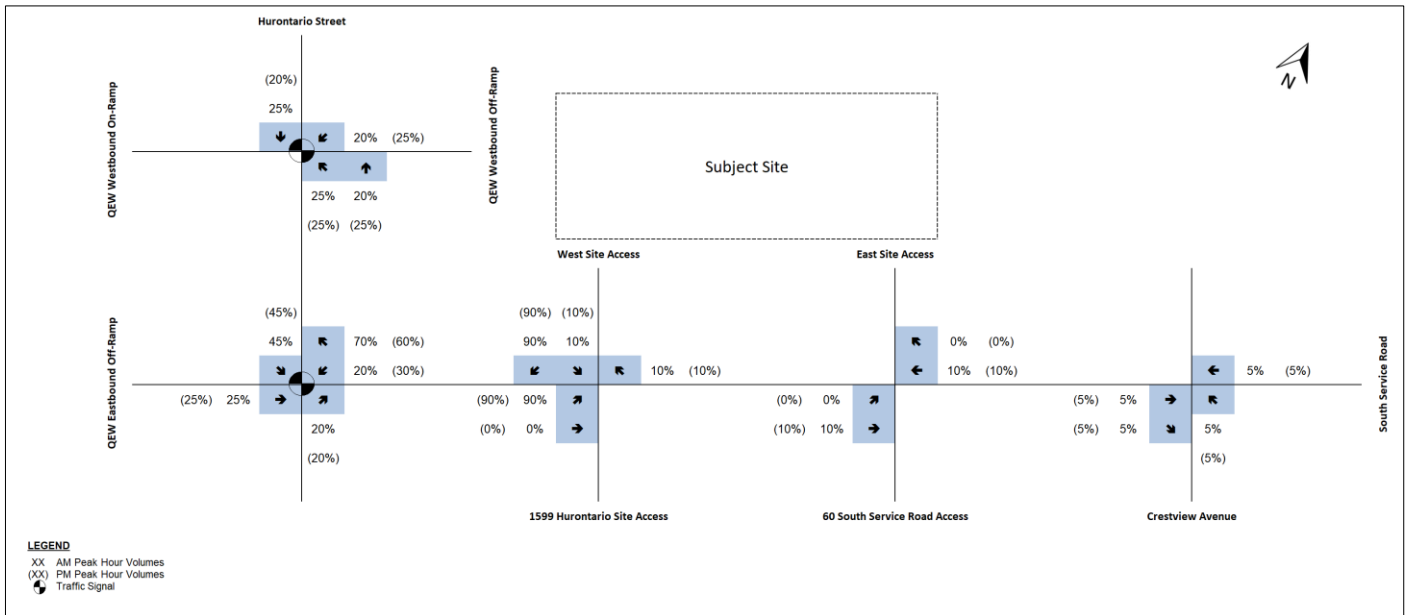 Hurontario Street
(20%)
25%
20% (25%)
25% 20%
(25%) (25%)
QEW Westbound On-Ramp
QEW Westbound Off-Ramp
N
Subject Site
West Site Access
East Site Access
(45%)
45%
70% (60%)
20% (30%)
(25%) 25%
20%
(20%)
QEW Eastbound Off-Ramp
(90%) (10%)
90% 10%
10% (10%)
(90%) 90%
(0%) 0%
0% (0%)
10% (10%)
(0%) 0%
(10%) 10%
5% (5%)
(5%) 5%
(5%) 5%
5%
(5%)
South Service Road
1599 Hurontario Site Access
60 South Service Road Access
Crestview Avenue
LEGEND
XX AM Peak Hour Volumes
(XX) PM Peak Hour Volumes
Traffic Signal